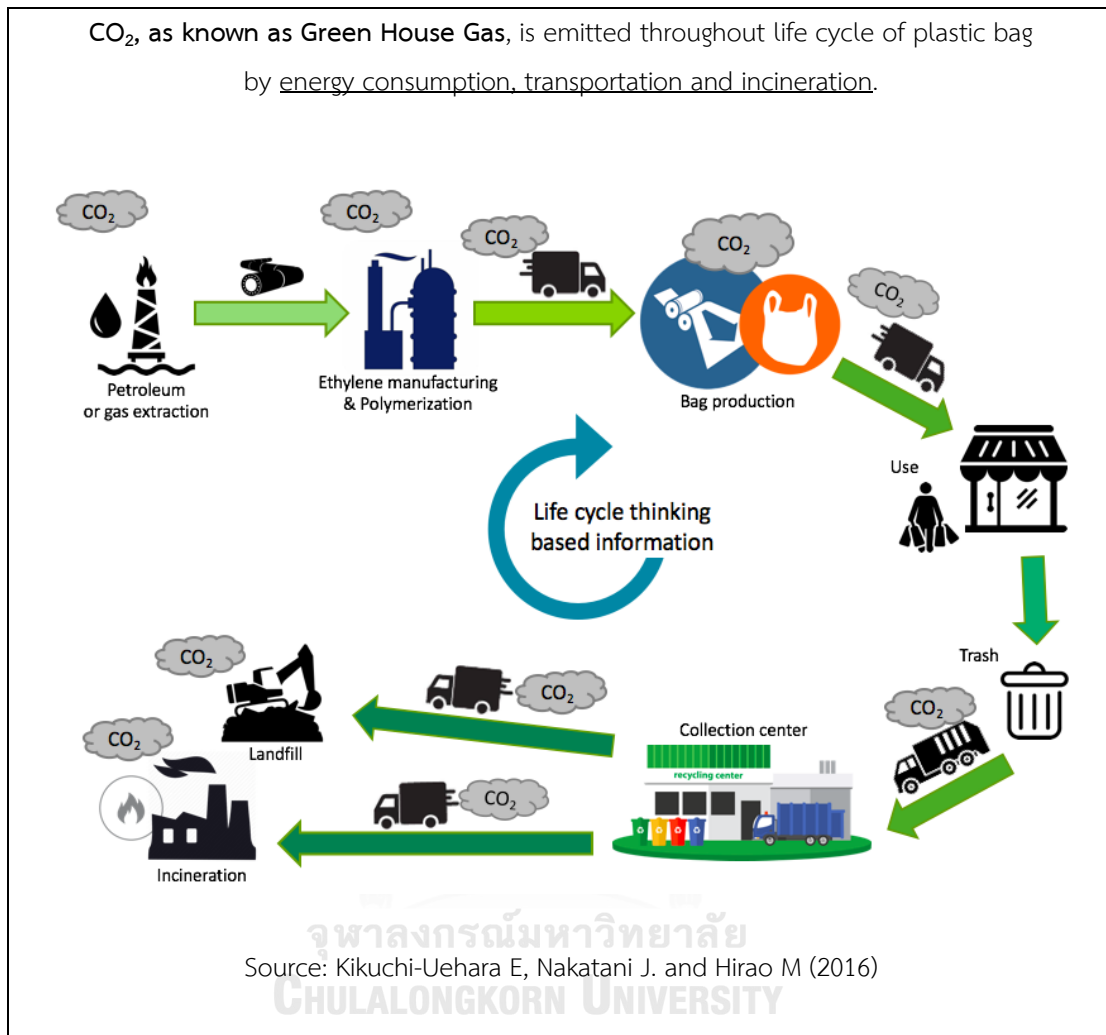 CO₂, as known as Green House Gas, is emitted throughout life cycle of plastic bag
by energy consumption, transportation and incineration.
CO₂
CO₂
CO₂
CO₂
CO₂
Petroleum
or gas extraction
Ethylene manufacturing
& Polymerization
Bag production
Use
Life cycle thinking
based information
Trash
CO₂
CO₂
CO₂
Landfill
Collection center
recycling center
CO₂
CO₂
Incineration
จุฬาลงกรณ์มหาวิทยาลัย
Source: Kikuchi-Uehara E, Nakatani J. and Hirao M (2016)
CHULALONGKORN UNIVERSITY